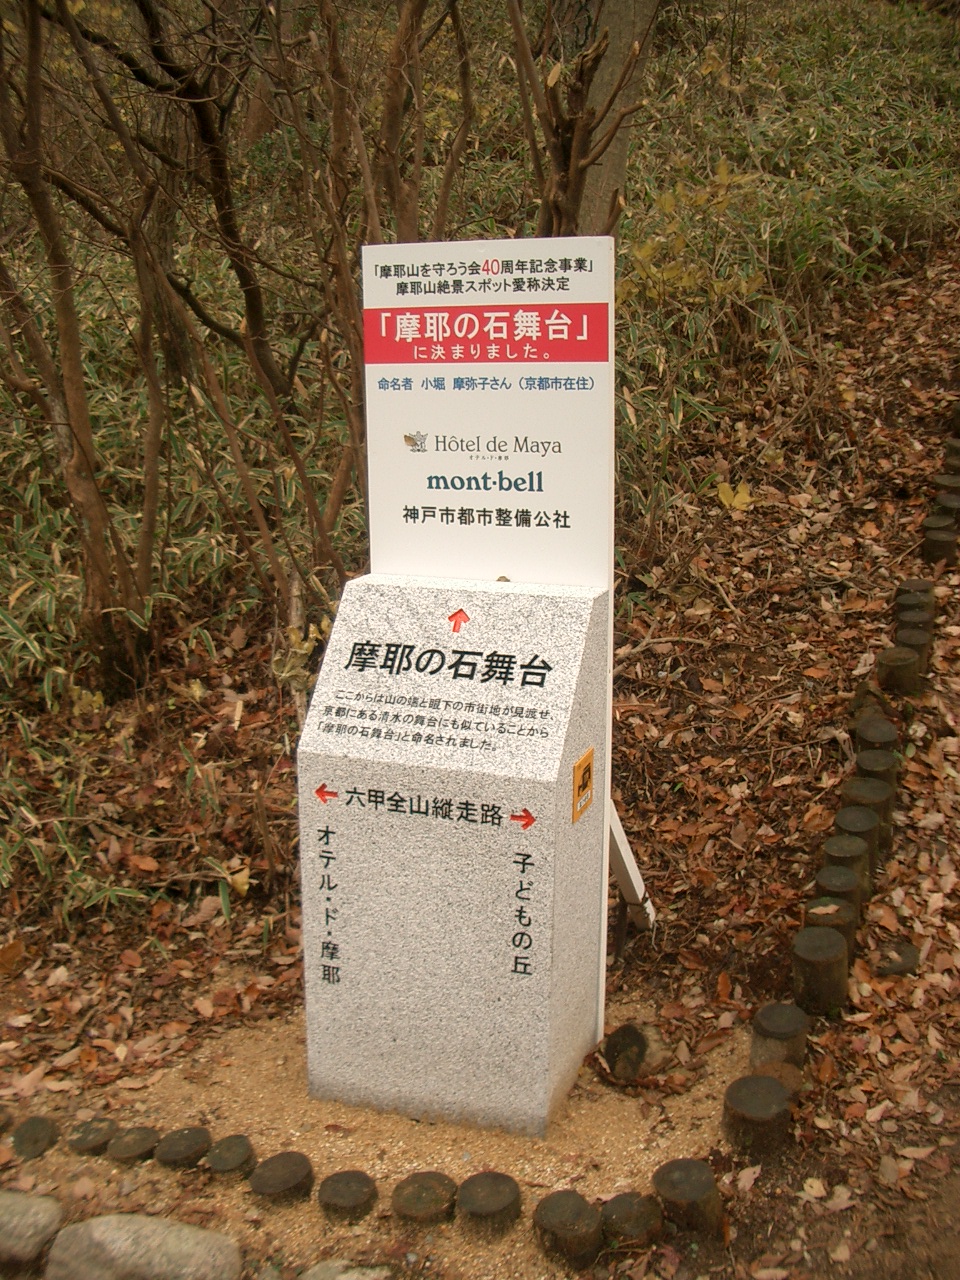 「摩耶山を守ろう会40周年記念事業」
摩耶山絶景スポット愛称決定
「摩耶の石舞台」
に決まりました。
命名者 小堀 摩弥子さん（京都市在住）
Hôtel de Maya
オテル・ド・摩耶
mont-bell
神戸市都市整備公社
↑
摩耶の石舞台
ここからは山の端と眼下の市街地が見渡せ、
京都にある清水の舞台にも似ていることから
「摩耶の石舞台」と命名されました。
← 六甲全山縦走路 →
オテル・ド・摩耶
子どもの丘